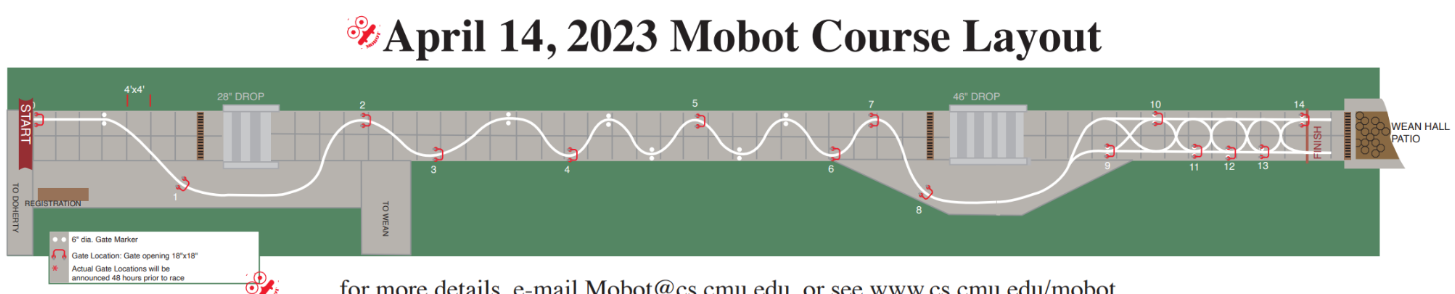 April 14, 2023 Mobot Course Layout
4'x4'
28" DROP
46" DROP
START
2
5
7
10
14
FINISH
WEAN HALL
PATIO
3
4
6
9
11
12
13
1
8
TO DOHERTY
REGISTRATION
TO WEAN
6" dia. Gate Marker
Gate Location: Gate opening 18"x18"
Actual Gate Locations will be
announced 48 hours prior to race
for more details, e-mail Mobot@cs.cmu.edu, or see www.cs.cmu.edu/mobot